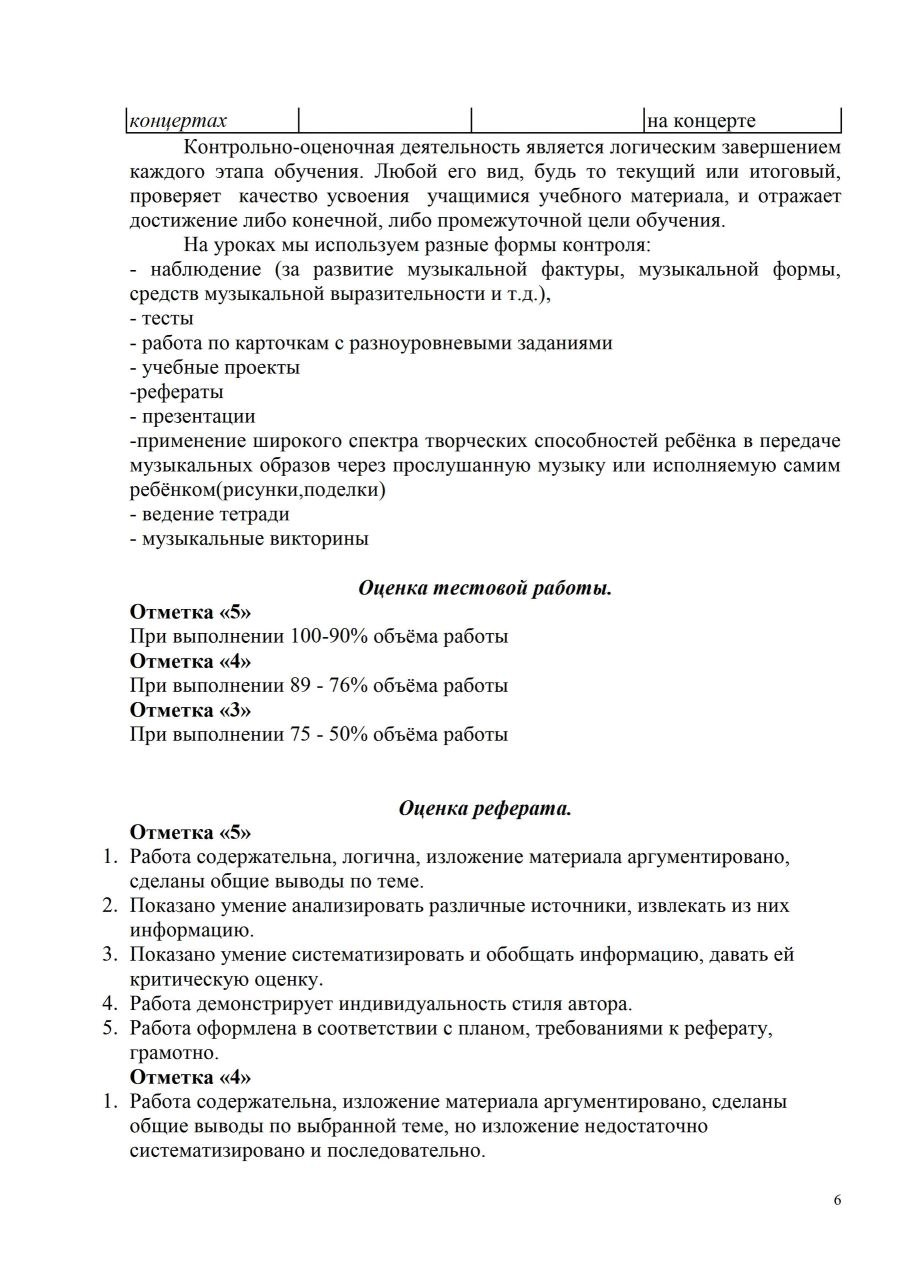 концертах на концерте
Контрольно-оценочная деятельность является логическим завершением
каждого этапа обучения. Любой его вид, будь то текущий или итоговый,
проверяет качество усвоения учащимися учебного материала, и отражает
достижение либо конечной, либо промежуточной цели обучения.
На уроках мы используем разные формы контроля:
- наблюдение (за развитие музыкальной фактуры, музыкальной формы,
средств музыкальной выразительности и т.д.),
- тесты
- работа по карточкам с разноуровневыми заданиями
- учебные проекты
-рефераты
- презентации
-применение широкого спектра творческих способностей ребёнка в передаче
музыкальных образов через прослушанную музыку или исполняемую самим
ребёнком(рисунки,поделки)
- ведение тетради
- музыкальные викторины
Оценка тестовой работы.
Отметка «5»
При выполнении 100-90% объёма работы
Отметка «4»
При выполнении 89 - 76% объёма работы
Отметка «3»
При выполнении 75 - 50% объёма работы
Оценка реферата.
Отметка «5»
1. Работа содержательна, логична, изложение материала аргументировано,
сделаны общие выводы по теме.
2. Показано умение анализировать различные источники, извлекать из них
информацию.
3. Показано умение систематизировать и обобщать информацию, давать ей
критическую оценку.
4. Работа демонстрирует индивидуальность стиля автора.
5. Работа оформлена в соответствии с планом, требованиями к реферату,
грамотно.
Отметка «4»
1. Работа содержательна, изложение материала аргументировано, сделаны
общие выводы по выбранной теме, но изложение недостаточно
систематизировано и последовательно.
6